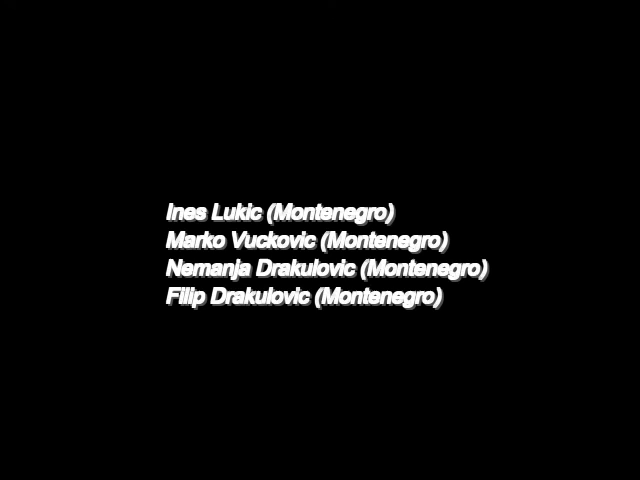 Ines Lukic (Montenegro)
Marko Vuckovic (Montenegro)
Nemanja Drakulovic (Montenegro)
Filip Drakulovic (Montenegro)